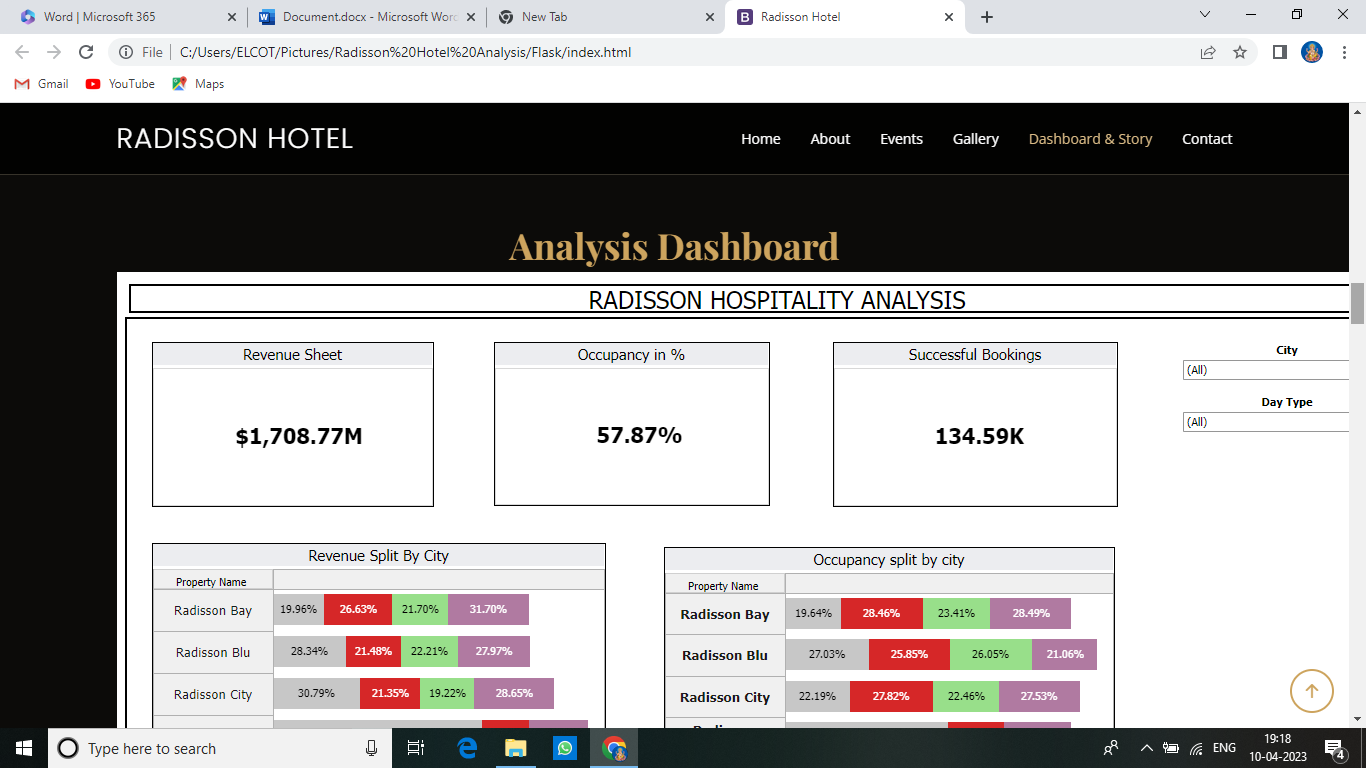 Word | Microsoft 365
Document.docx - Microsoft Word
New Tab
Radisson Hotel
File
C:/Users/ELCOT/Pictures/Radisson%20Hotel%20Analysis/Flask/index.html
Gmail
YouTube
Maps
RADISSON HOTEL
Home About Events Gallery Dashboard & Story Contact
Analysis Dashboard
RADISSON HOSPITALITY ANALYSIS
Revenue Sheet
$1,708.77M
Occupancy in %
57.87%
Successful Bookings
134.59K
City
(All)
Day Type
(All)
Revenue Split By City
Property Name
Radisson Bay 19.96% 26.63% 21.70% 31.70%
Radisson Blu 28.34% 21.48% 22.21% 27.97%
Radisson City 30.79% 21.35% 19.22% 28.65%
Occupancy split by city
Property Name
Radisson Bay 19.64% 28.46% 23.41% 28.49%
Radisson Blu 27.03% 25.85% 26.05% 21.06%
Radisson City 22.19% 27.82% 22.46% 27.53%
Type here to search
ENG
19:18
10-04-2023
4